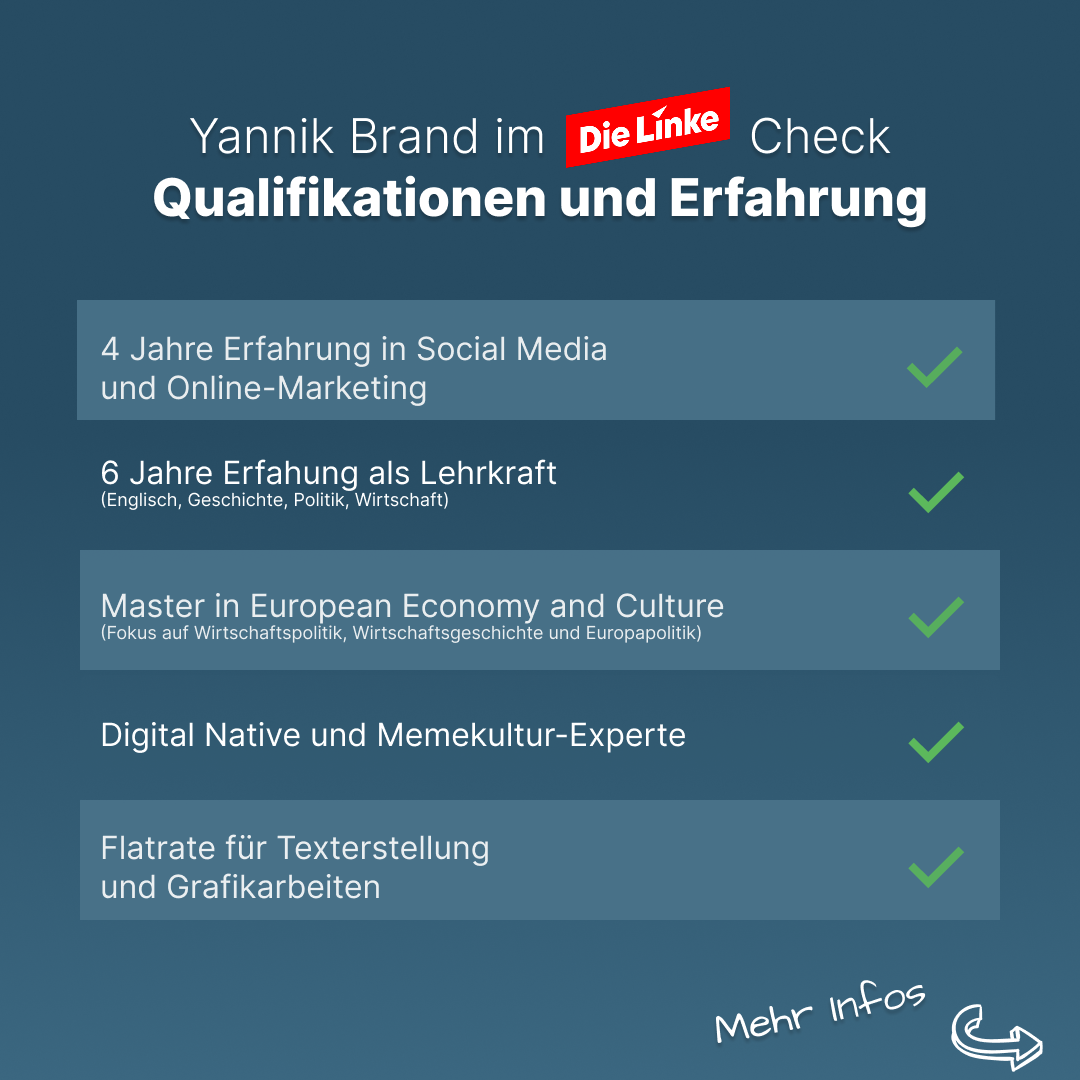 Yannik Brand im Die Linke Check
Qualifikationen und Erfahrung
4 Jahre Erfahrung in Social Media
und Online-Marketing
6 Jahre Erfahung als Lehrkraft
(Englisch, Geschichte, Politik, Wirtschaft)
Master in European Economy and Culture
(Fokus auf Wirtschaftspolitik, Wirtschaftsgeschichte und Europapolitik)
Digital Native und Memekultur-Experte
Flatrate für Texterstellung
und Grafikarbeiten
Mehr Infos